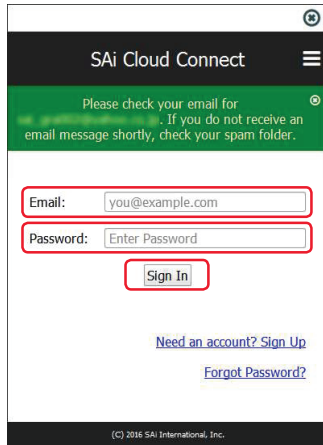 SAi Cloud Connect
Please check your email for
. If you do not receive an
email message shortly, check your spam folder.
Email: you@example.com
Password: Enter Password
Sign In
Need an account? Sign Up
Forgot Password?
(C) 2016 SAi International, Inc.